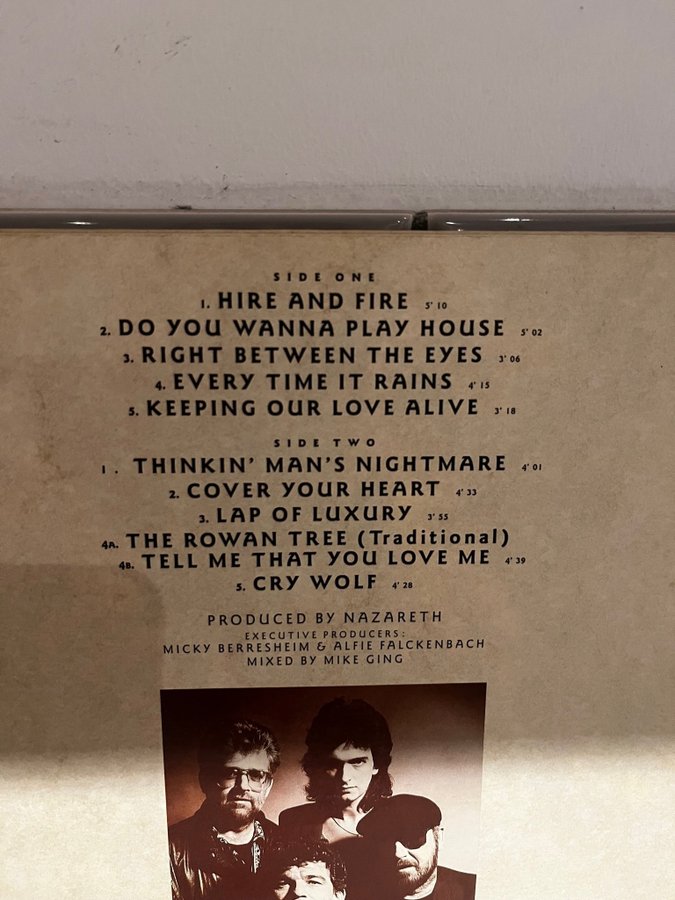 SIDE ONE
1. HIRE AND FIRE 5' 10
2. DO YOU WANNA PLAY HOUSE 5' 02
3. RIGHT BETWEEN THE EYES 3' 06
4. EVERY TIME IT RAINS 4' 15
5. KEEPING OUR LOVE ALIVE 3' 18
SIDE TWO
1. THINKIN' MAN'S NIGHTMARE 4' 01
2. COVER YOUR HEART 4' 33
3. LAP OF LUXURY 3' 55
4A. THE ROWAN TREE (Traditional)
4B. TELL ME THAT YOU LOVE ME 4' 39
5. CRY WOLF 4' 28
PRODUCED BY NAZARETH
EXECUTIVE PRODUCERS:
MICKY BERRESHEIM & ALFIE FALCKENBACH
MIXED BY MIKE GING